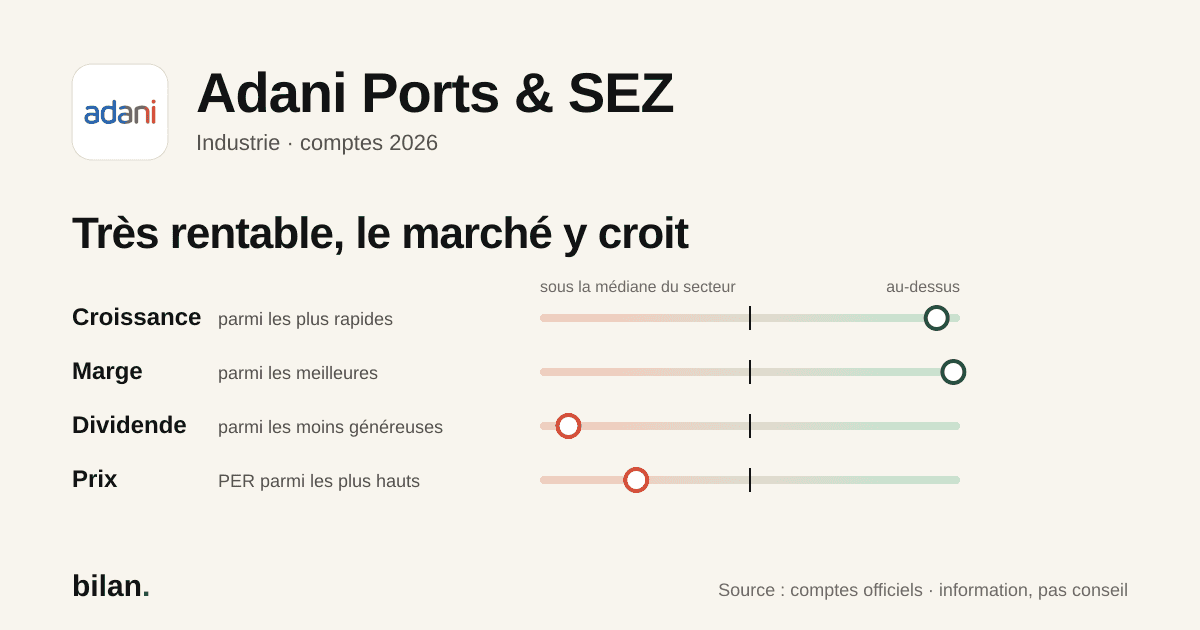 adani
Adani Ports & SEZ
Industrie · comptes 2026
Très rentable, le marché y croit
sous la médiane du secteur au-dessus
Croissance parmi les plus rapides
Marge parmi les meilleures
Dividende parmi les moins généreuses
Prix PER parmi les plus hauts
bilan.
Source : comptes officiels · information, pas conseil